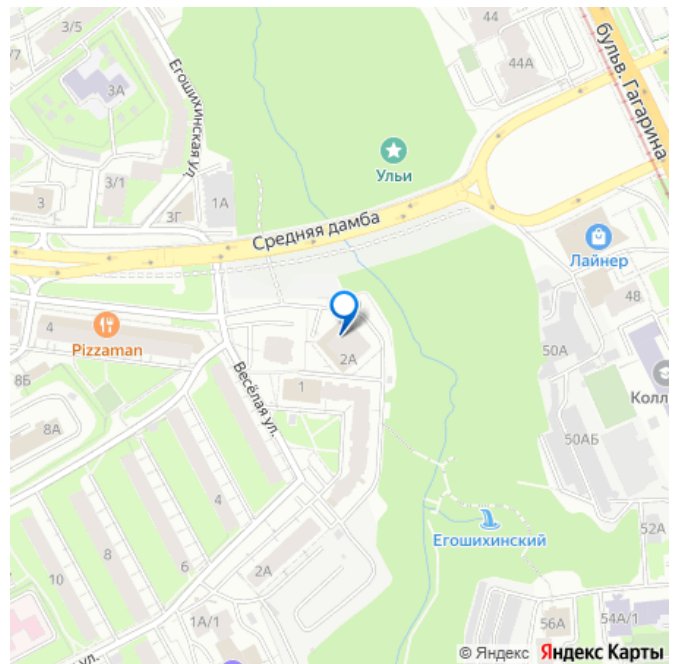 3/5
44
/7
44А
бульв. Гагарина
3А
Егошихинская ул.
Ульи
3/1
3
3Г
1А
Средняя дамба
Лайнер
48
4
Pizzaman
2А
50А
8Б
Весёлая ул.
1
Колл
8А
50АБ
4
Егошихинский
8
52А
6
2А
10
1А/1
56А
54А/1
ул.
© Яндекс Яндекс Карты